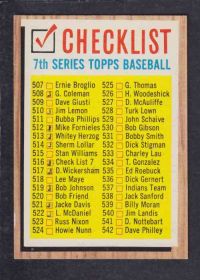 CHECKLIST
7th SERIES TOPPS BASEBALL
507 Ernie Broglio
508 G. Coleman
509 Dave Giusti
510 Jim Lemon
511 Bubba Phillips
512 Mike Fornieles
513 Whitey Herzog
514 Sherm Lollar
515 Stan Williams
516 Check List 7
517 D. Wickersham
518 Lee Maye
519 Bob Johnson
520 Bob Friend
521 Jacke Davis
522 L. McDaniel
523 Russ Nixon
524 Howie Nunn
525 G. Thomas
526 H. Woodeshick
527 D. McAuliffe
528 Turk Lown
529 John Schaive
530 Bob Gibson
531 Bobby Smith
532 Dick Stigman
533 Charley Lau
534 T. Gonzalez
535 Ed Roebuck
536 Dick Gernert
537 Indians Team
538 Jack Sanford
539 Billy Moran
540 Jim Landis
541 D. Nottebart
542 Dave Philley